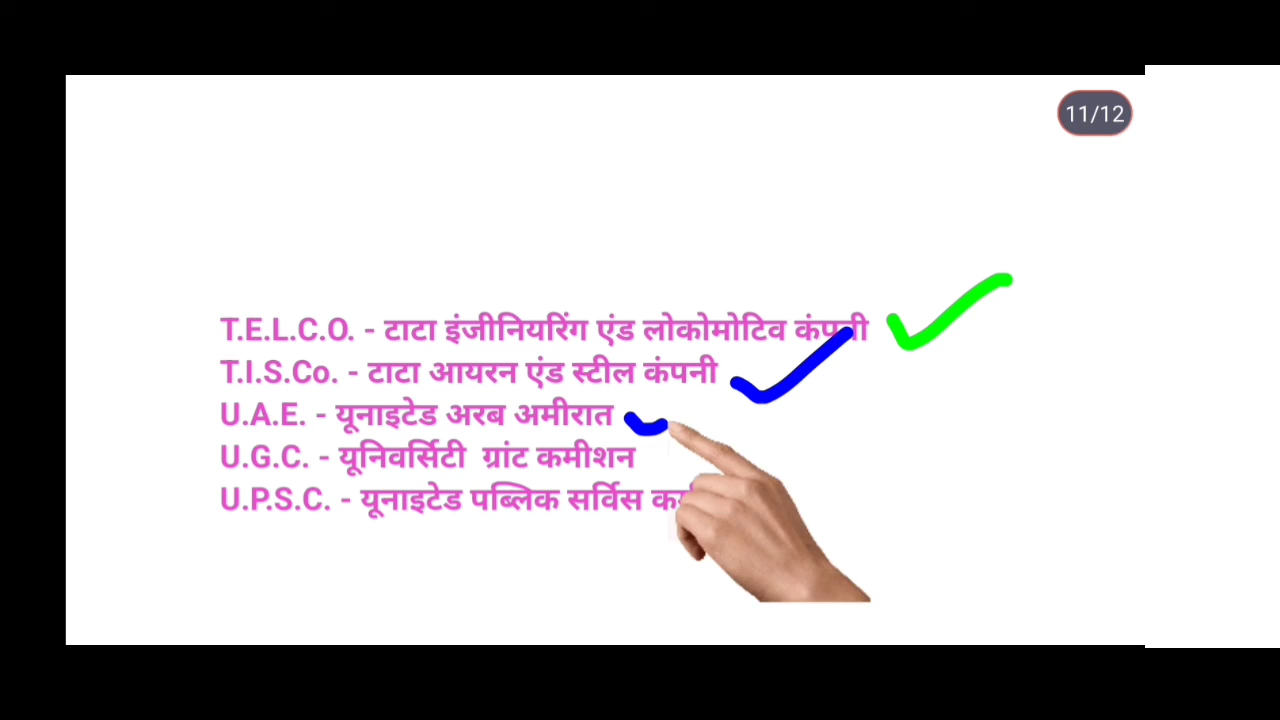 11/12
T.E.L.C.O. - टाटा इंजीनियरिंग एंड लोकोमोटिव कंपनी
T.I.S.Co. - टाटा आयरन एंड स्टील कंपनी
U.A.E. - यूनाइटेड अरब अमीरात
U.G.C. - यूनिवर्सिटी ग्रांट कमीशन
U.P.S.C. - यूनाइटेड पब्लिक सर्विस